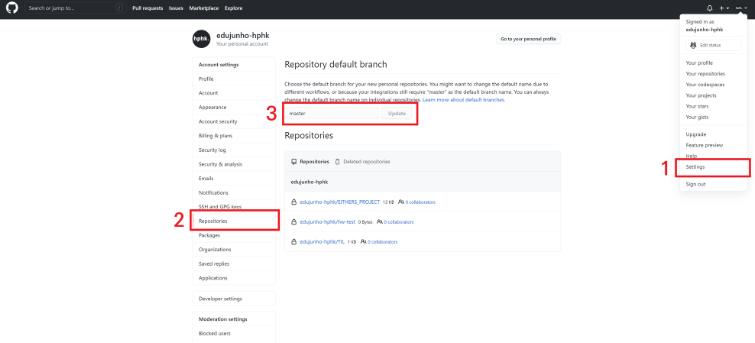 Search or jump to...
/
Pull requests Issues Marketplace Explore
Signed in as
edujunho-hphk
Edit status
Your profile
Your repositories
Your codespaces
Your projects
Your stars
Your gists
Upgrade
Feature preview
Help
1
Settings
Sign out
hphk
edujunho-hphk
Your personal account
Go to your personal profile
Account settings
Profile
Account
Appearance
Account security
Billing & plans
Security log
Security & analysis
Emails
Notifications
SSH and GPG keys
2
Repositories
Packages
Organizations
Saved replies
Applications
Developer settings
Moderation settings
Blocked users
Repository default branch
Choose the default branch for your new personal repositories. You might want to change the default name due to
different workflows, or because your integrations still require "master" as the default branch name. You can always
change the default branch name on individual repositories. Learn more about default branches.
3
master Update
Repositories
Repositories Deleted repositories
edujunho-hphk
edujunho-hphk/EITHERS_PROJECT 13 KB 0 collaborators
edujunho-hphk/hw-test 0 Bytes 0 collaborators
edujunho-hphk/TIL 1 KB 0 collaborators